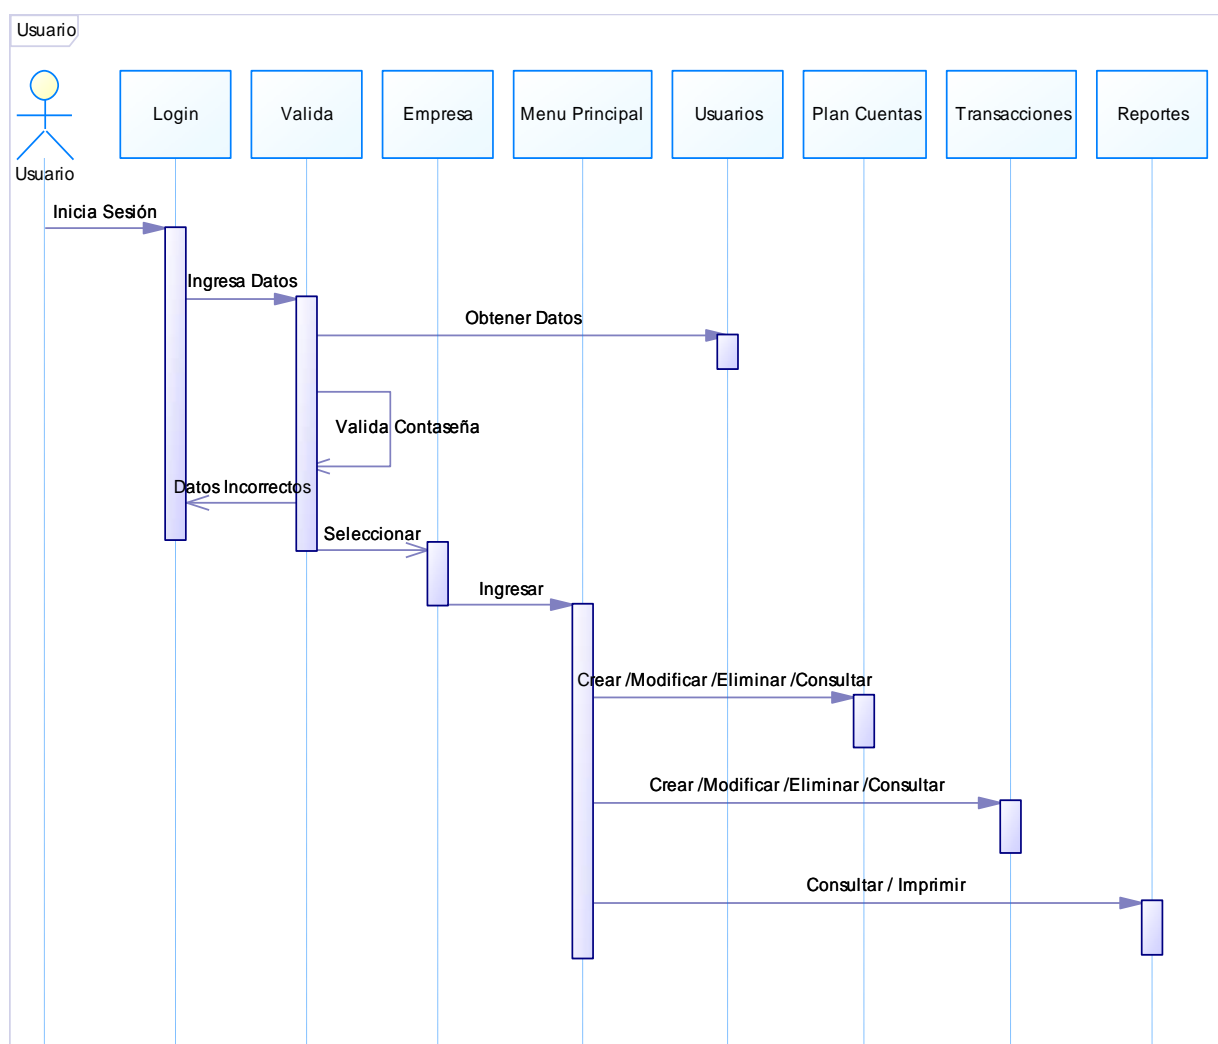 Usuario
Login
Valida
Empresa
Menu Principal
Usuarios
Plan Cuentas
Transacciones
Reportes
Usuario
Inicia Sesión
Ingresa Datos
Obtener Datos
Valida Contaseña
Datos Incorrectos
Seleccionar
Ingresar
Crear /Modificar /Eliminar /Consultar
Crear /Modificar /Eliminar /Consultar
Consultar / Imprimir